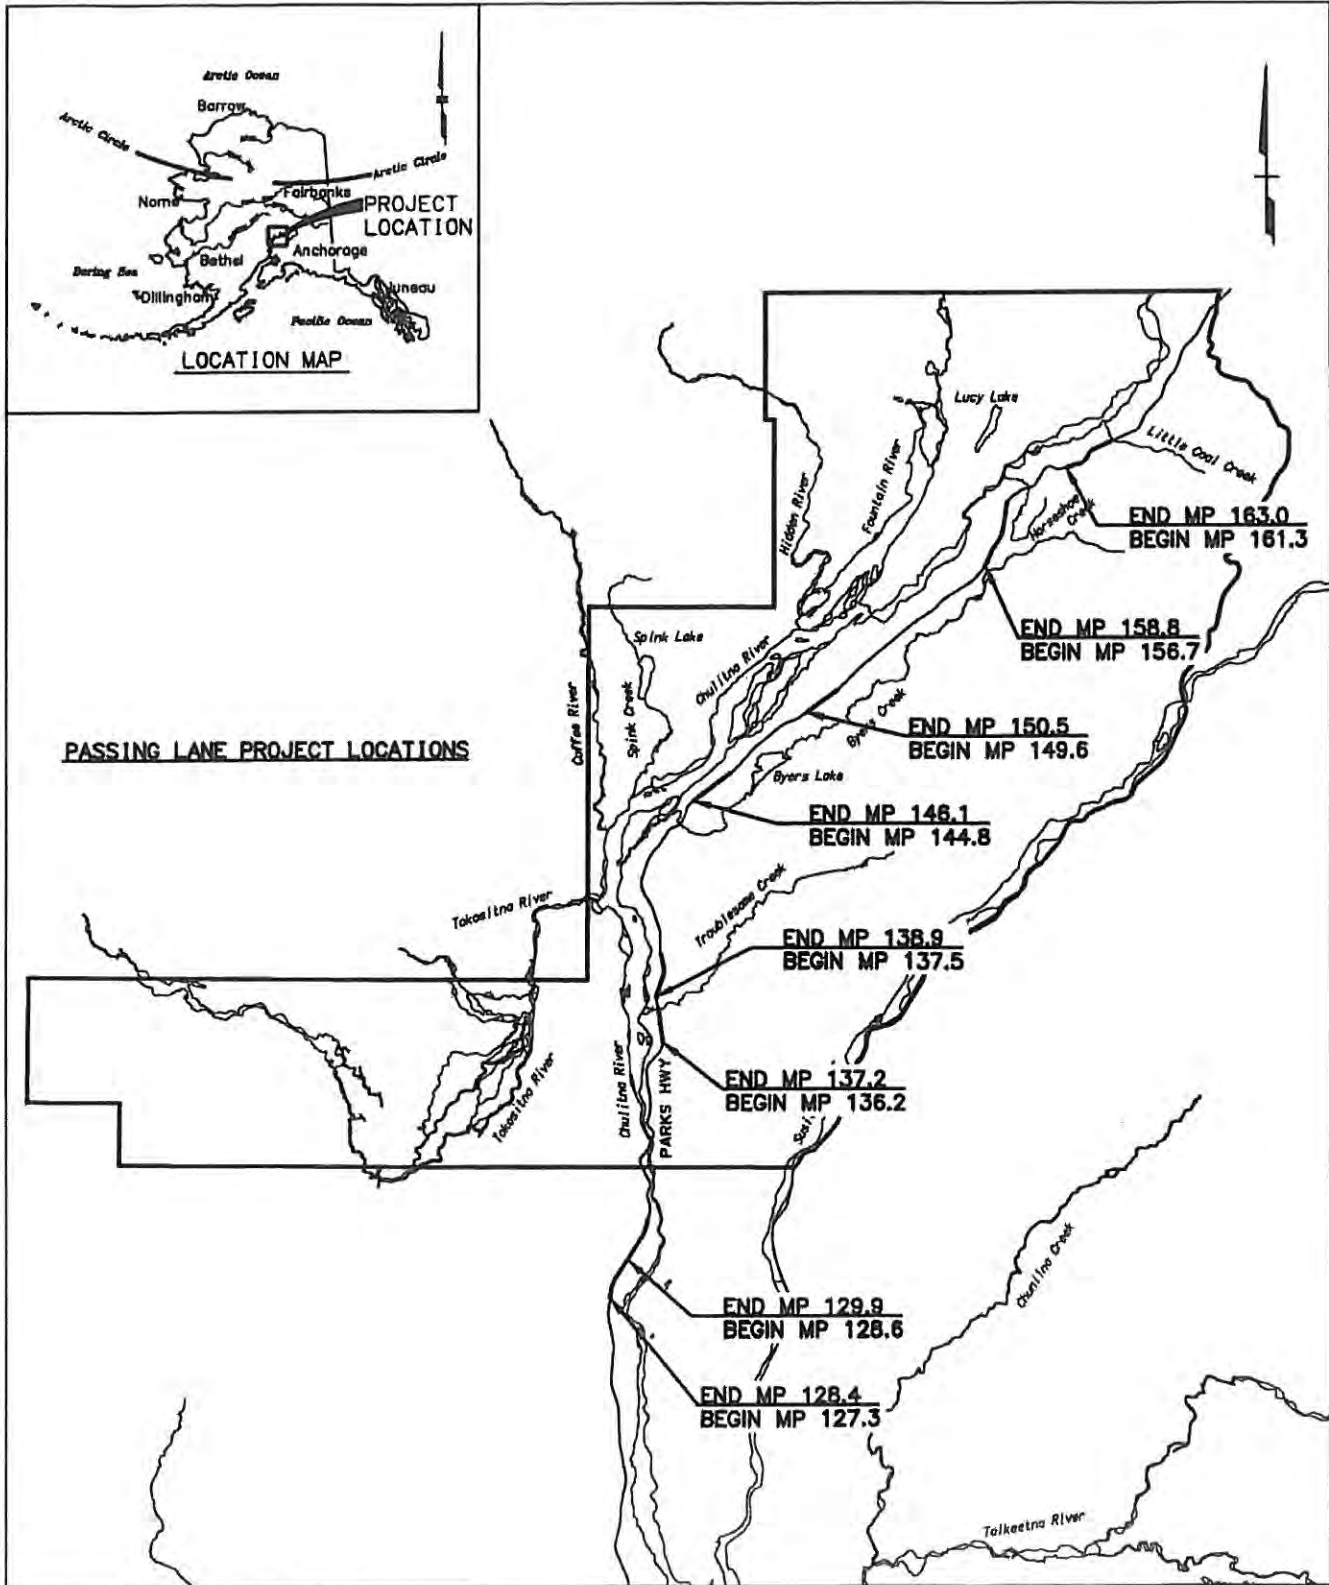 Arctic Ocean
Barrow
Arctic Circle
Arctic Circle
Fairbanks
Nome
PROJECT
LOCATION
Bethel
Anchorage
Bering Sea
Dillingham
Juneau
Pacific Ocean
LOCATION MAP
Lucy Lake
Little Coal Creek
Hidden River
Fountain River
Horseshoe
Creek
END MP 163.0
BEGIN MP 161.3
END MP 158.8
BEGIN MP 156.7
Spink Lake
Chulitna River
Coffee River
Spink Creek
Byers Creek
END MP 150.5
BEGIN MP 149.6
PASSING LANE PROJECT LOCATIONS
Byers Lake
END MP 146.1
BEGIN MP 144.8
Tokositna River
Troublesome Creek
END MP 138.9
BEGIN MP 137.5
Tokositna River
Chulitna River
PARKS HWY
END MP 137.2
BEGIN MP 136.2
Susi
Chunilna Creek
END MP 129.9
BEGIN MP 128.6
END MP 128.4
BEGIN MP 127.3
Talkeetna River